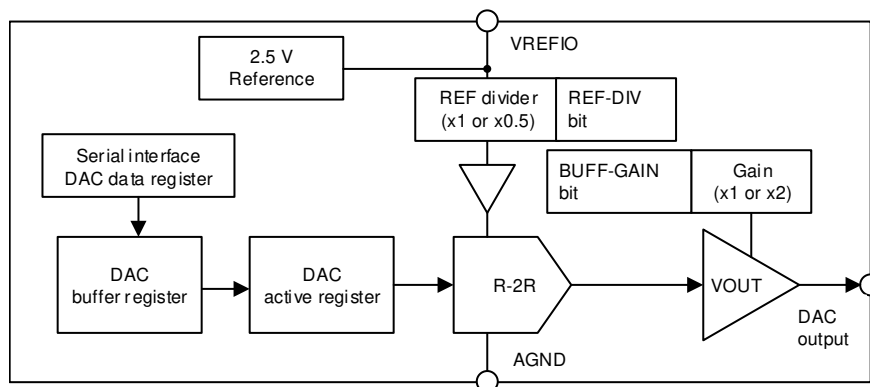 VREFIO
2.5 V
Reference
REF divider
(x1 or x0.5)
REF-DIV
bit
Serial interface
DAC data register
BUFF-GAIN
bit
Gain
(x1 or x2)
DAC
buffer register
DAC
active register
R-2R
VOUT
DAC
output
AGND